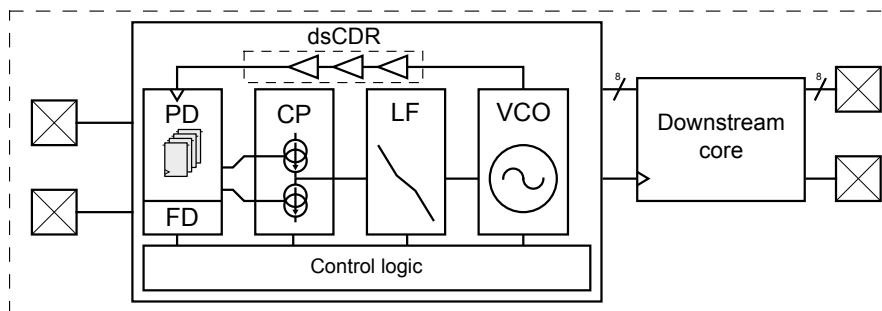 dsCDR
PD
CP
LF
VCO
FD
Control logic
8
Downstream
core
8